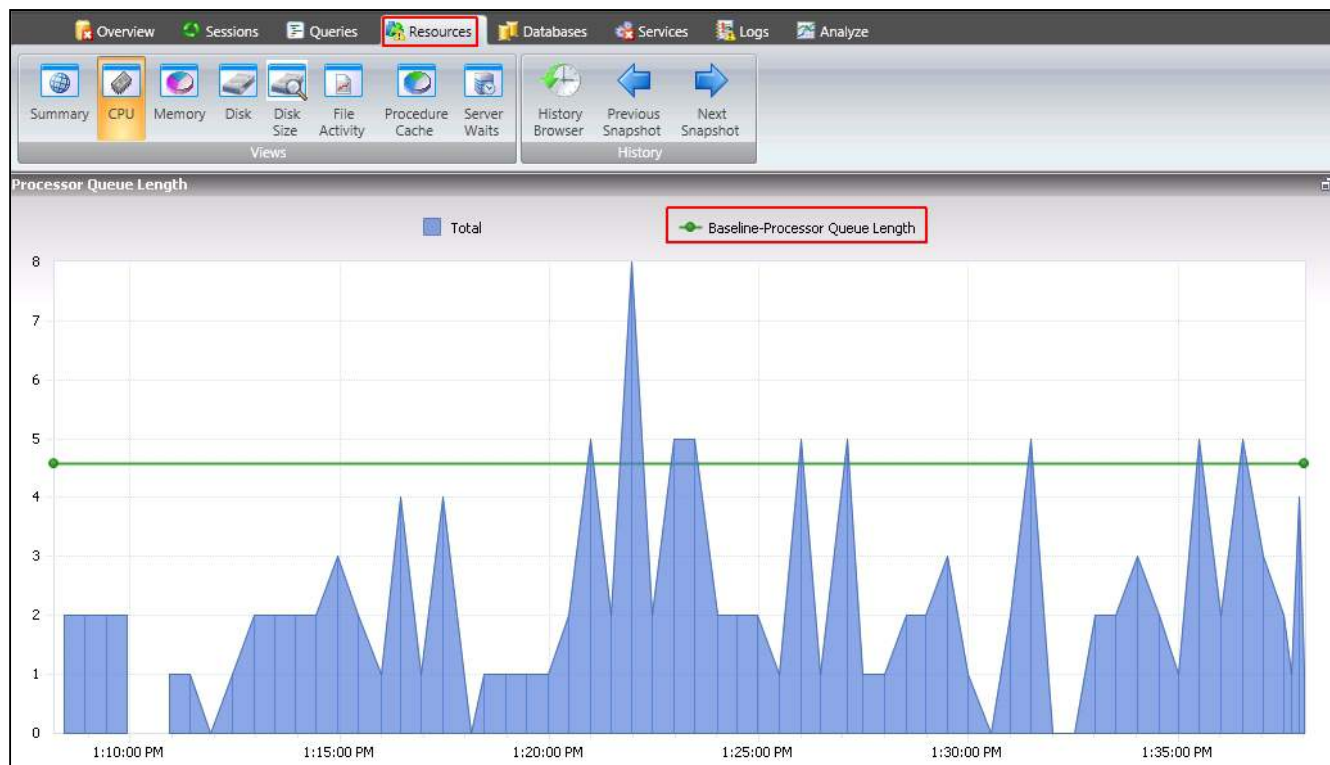 Overview Sessions Queries Resources Databases Services Logs Analyze
Summary CPU Memory Disk Disk Size File Activity Procedure Cache Server Waits History Browser Previous Snapshot Next Snapshot
Views History
Processor Queue Length
Total Baseline-Processor Queue Length
8
7
6
5
4
3
2
1
0
1:10:00 PM 1:15:00 PM 1:20:00 PM 1:25:00 PM 1:30:00 PM 1:35:00 PM